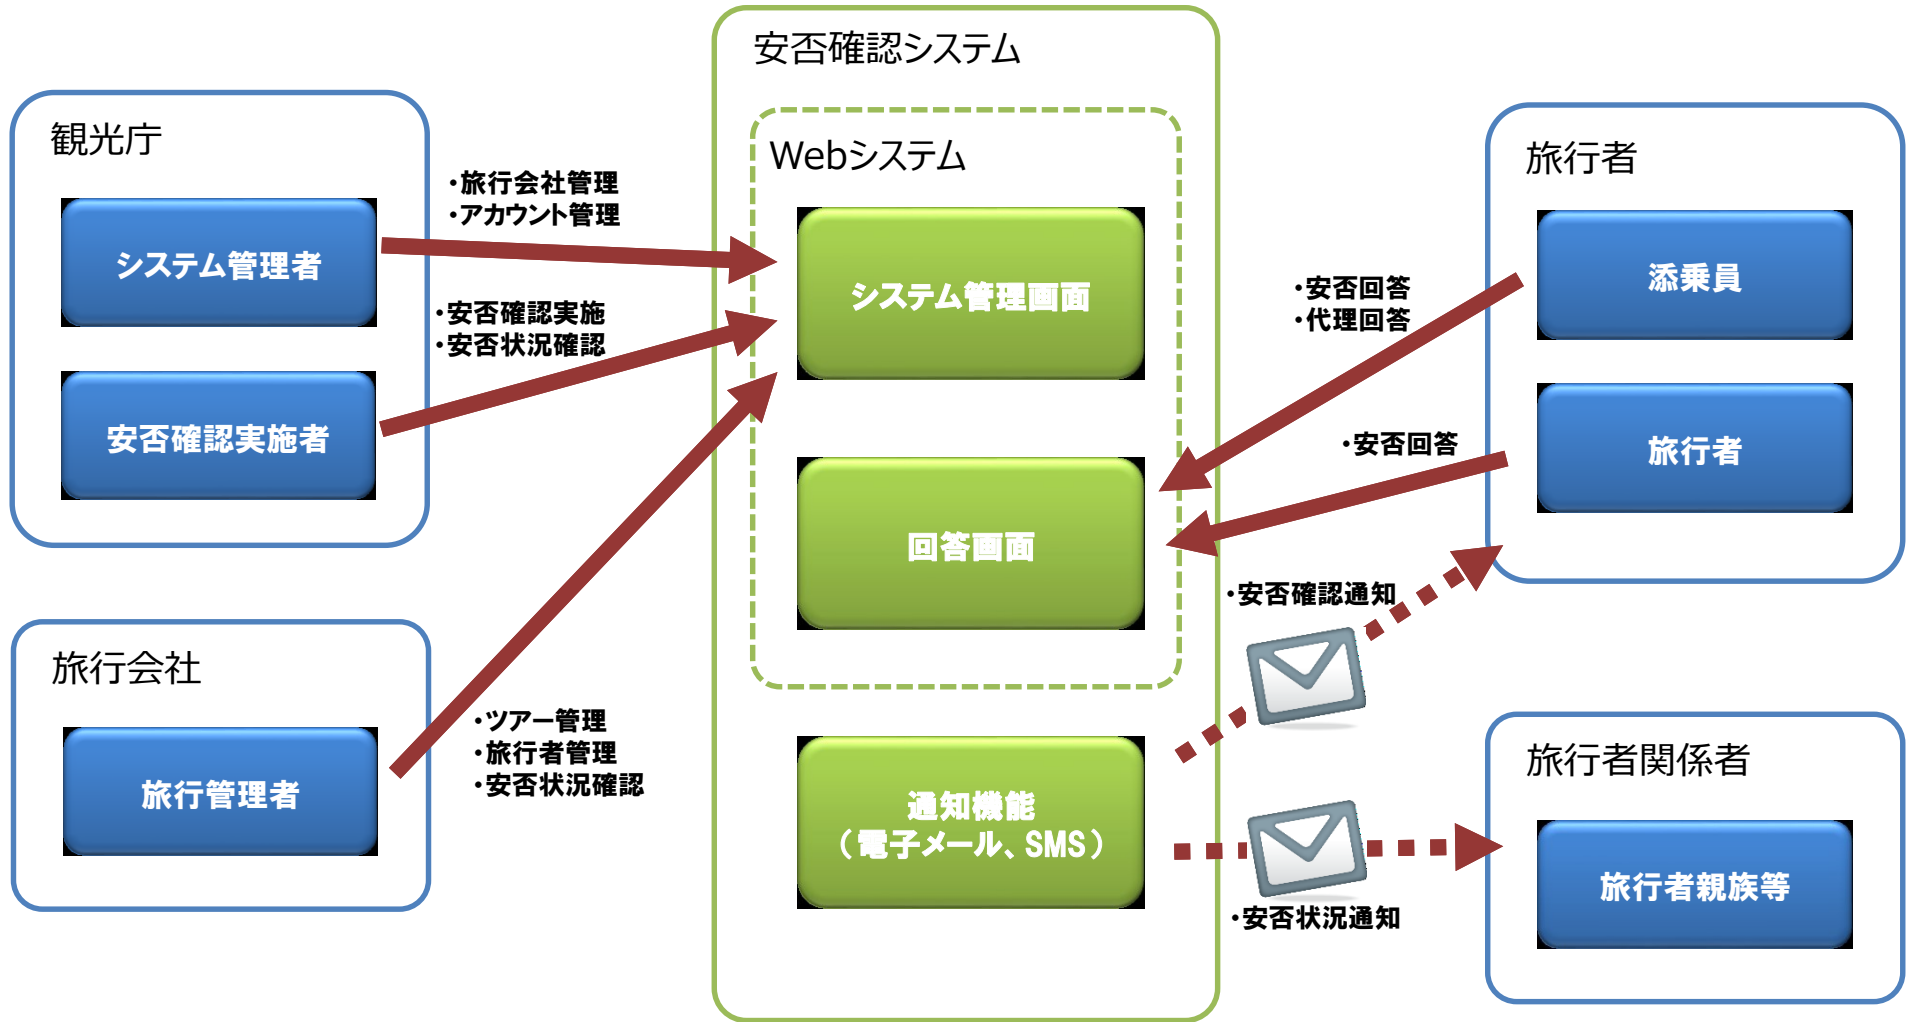 安否確認システム
観光庁
システム管理者
安否確認実施者
・旅行会社管理
・アカウント管理
・安否確認実施
・安否状況確認
旅行会社
旅行管理者
・ツアー管理
・旅行者管理
・安否状況確認
Webシステム
システム管理画面
回答画面
通知機能
（電子メール、SMS）
・安否回答
・代理回答
・安否回答
・安否確認通知
・安否状況通知
旅行者
添乗員
旅行者
旅行者関係者
旅行者親族等